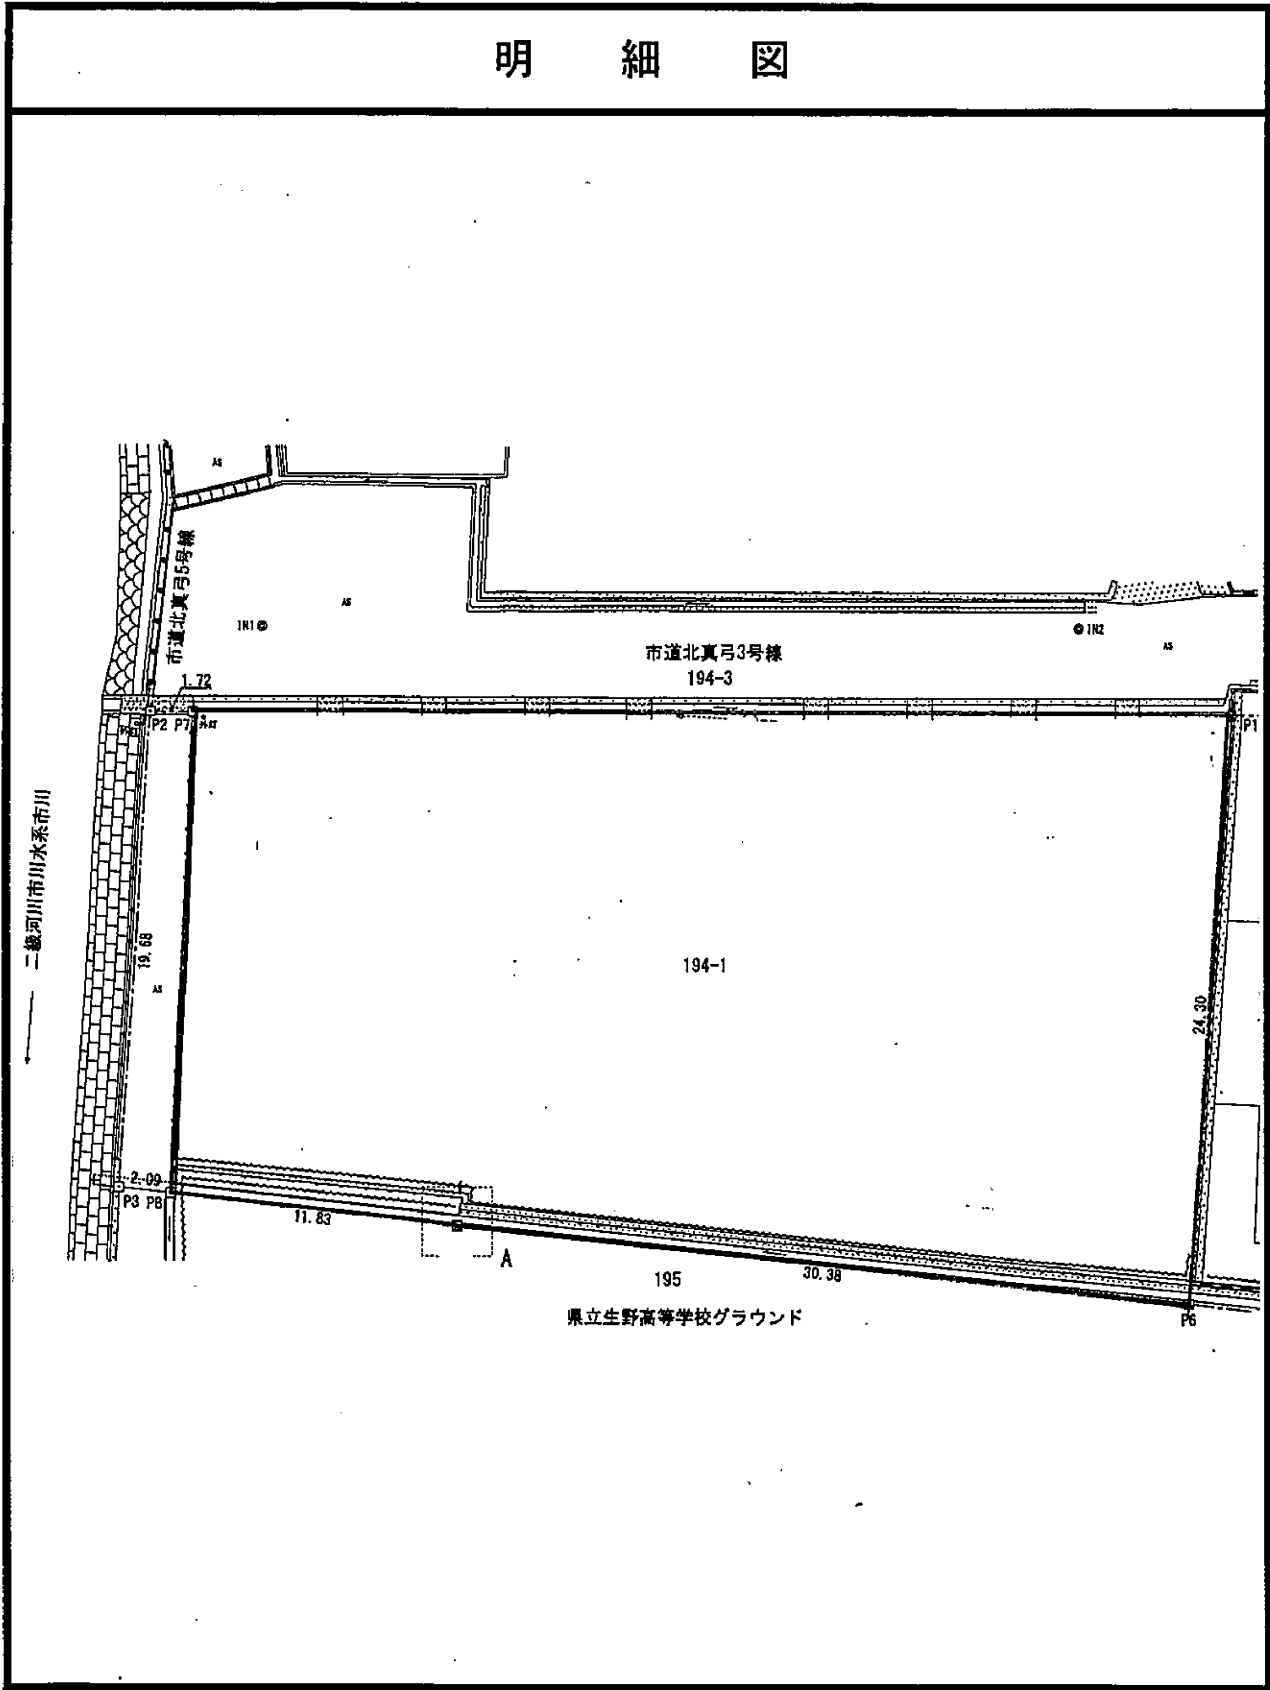 明 細 図
AS
市道北真弓5号線
AS
IN1
IN2
市道北真弓3号線
AS
194-3
1.72
P2 P7
外灯
P1
二級河川市川水系市川
19.68
AS
194-1
24.30
2.09
P3 P8
11.83
A
195
30.38
県立生野高等学校グラウンド
P6